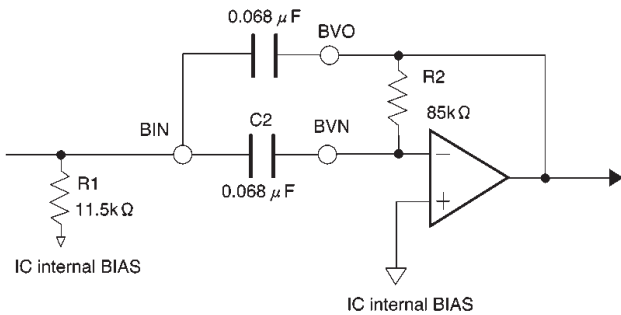 0.068 μF
BVO
R2
85kΩ
C2
BIN
BVN
0.068 μF
R1
11.5kΩ
−
+
IC internal BIAS
IC internal BIAS